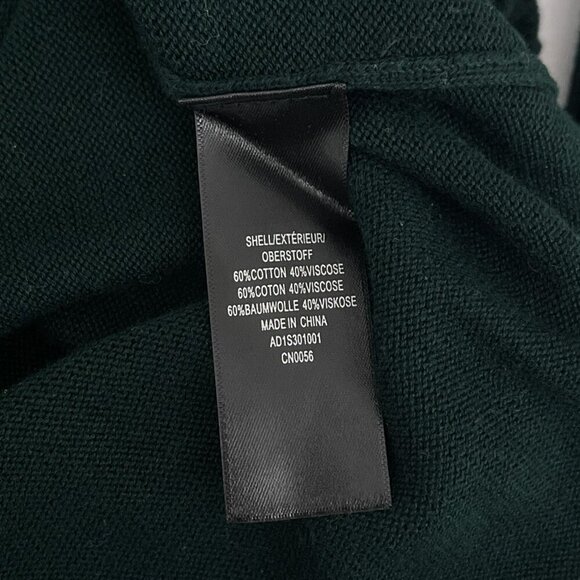 SHELL/EXTÉRIEUR/
OBERSTOFF
60%COTTON 40%VISCOSE
60%COTON 40%VISCOSE
60%BAUMWOLLE 40%VISKOSE
MADE IN CHINA
AD1S301001
CN0056